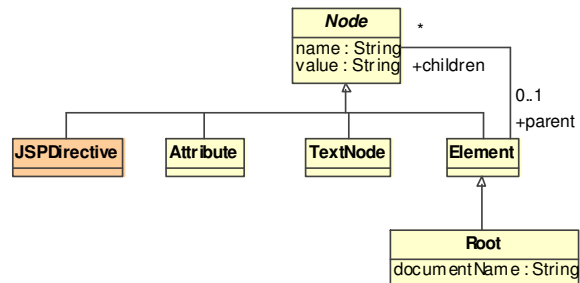 Node
name : String
value : String
*
+children
0..1
+parent
JSPDirective
Attribute
TextNode
Element
Root
documentName : String